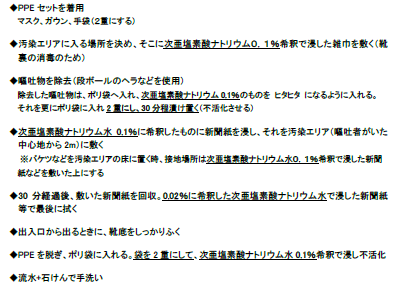 ◆PPE セットを着用
マスク、ガウン、手袋(2重にする)
◆汚染エリアに入る場所を決め、そこに次亜塩素酸ナトリウム0.1%希釈で浸した雑巾を敷く(靴
裏の消毒のため)
◆嘔吐物を除去(段ボールのヘラなどを使用)
除去した嘔吐物は、ポリ袋へ入れ、次亜塩素酸ナトリウム 0.1%のものを ヒタヒタ になるように入れる。
それを更にポリ袋に入れ 2 重にし、30 分程漬け置く(不活化させる)
◆次亜塩素酸ナトリウム水 0.1%に希釈したものに新聞紙を浸し、それを汚染エリア(嘔吐者がいた
中心地から 2m)に敷く
※バケツなどを汚染エリアの床に置く時、接地場所は次亜塩素酸ナトリウム水0.1%希釈で浸した新聞
紙などを敷いた上にする
◆30 分経過後、敷いた新聞紙を回収。0.02%に希釈した次亜塩素酸ナトリウム水で浸した新聞紙
等で最後に拭く
◆出入口から出るときに、靴底をしっかりふく
◆PPE を脱ぎ、ポリ袋に入れる。袋を 2 重にして、次亜塩素酸ナトリウム水 0.1%希釈で浸し不活化
◆流水+石けんで手洗い